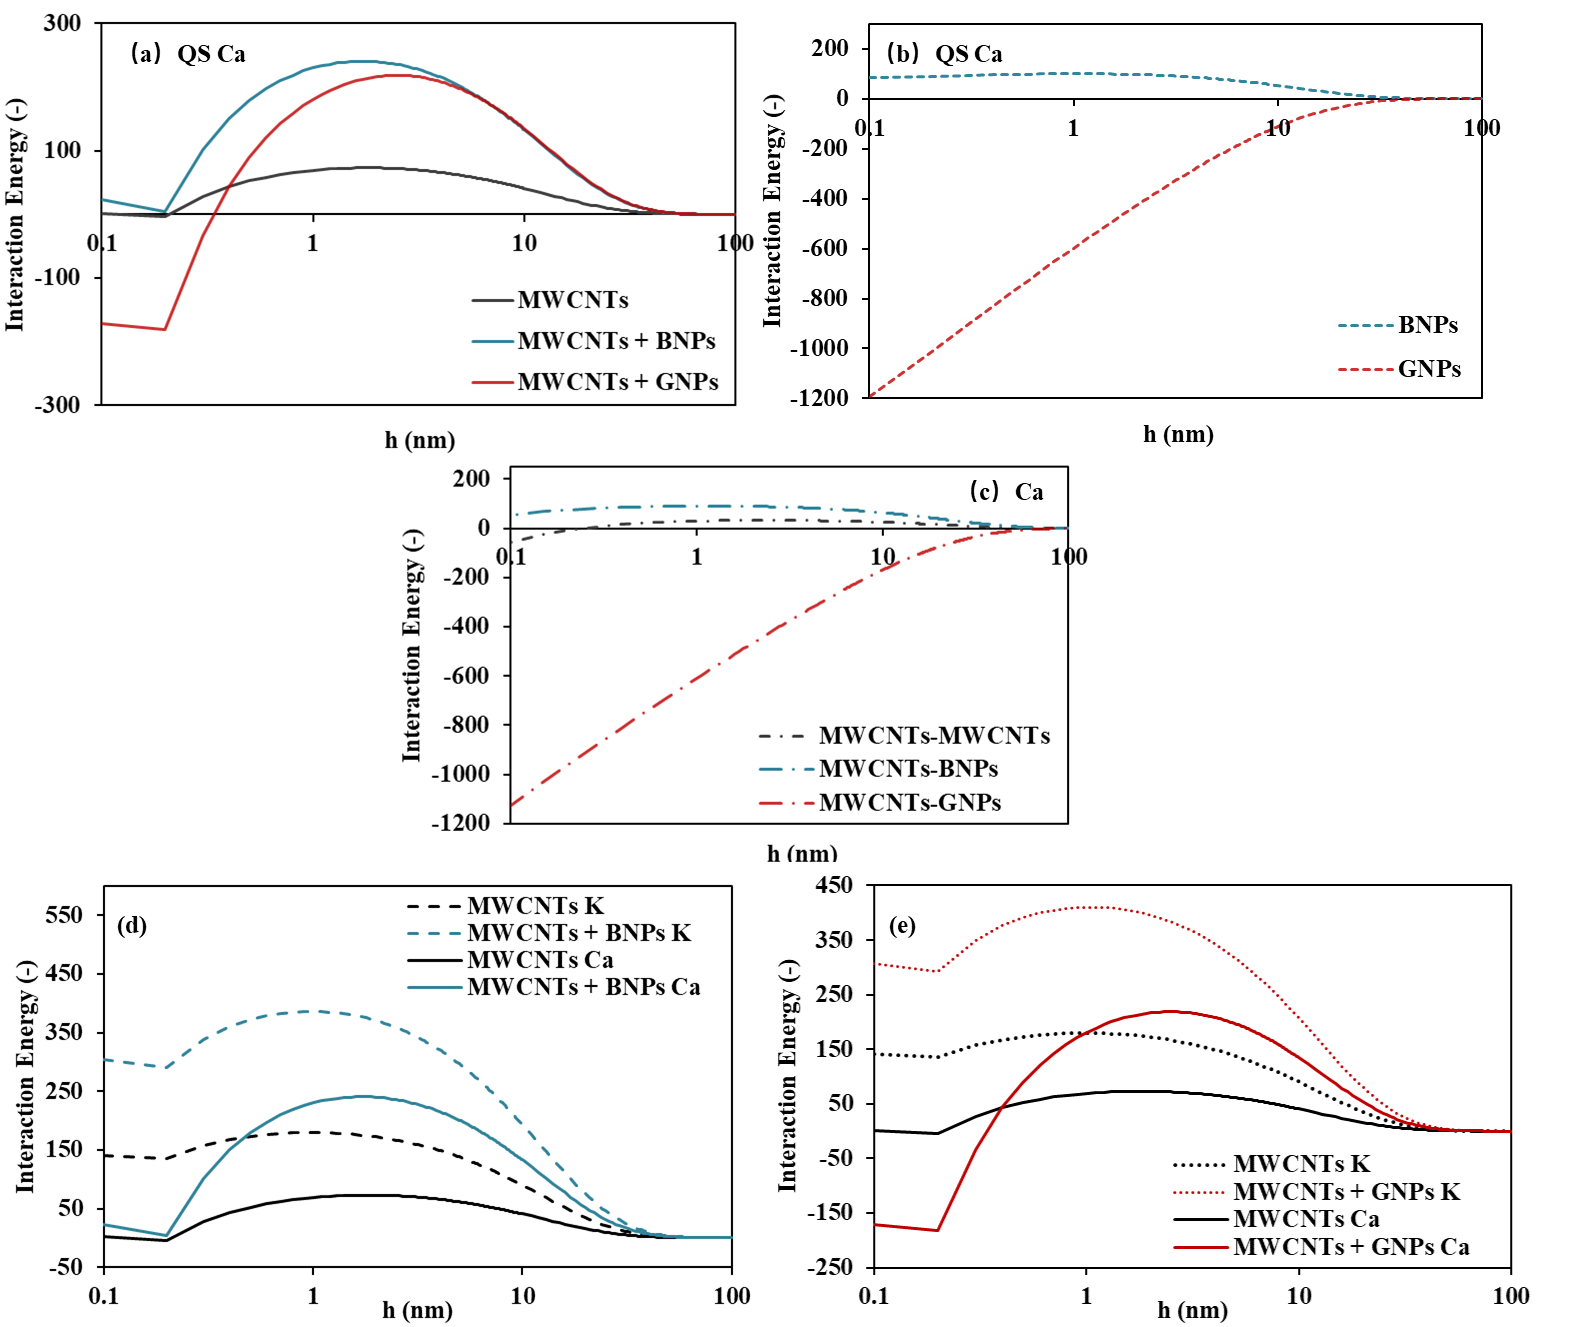 (a) QS Ca
300
100
-100
-300
0.1
1
10
100
Interaction Energy (-)
h (nm)
MWCNTs
MWCNTs + BNPs
MWCNTs + GNPs
(b) QS Ca
200
0
-200
-400
-600
-800
-1000
-1200
0.1
1
10
100
Interaction Energy (-)
h (nm)
BNPs
GNPs
(c) Ca
200
0
-200
-400
-600
-800
-1000
-1200
0.1
1
10
100
Interaction Energy (-)
h (nm)
MWCNTs-MWCNTs
MWCNTs-BNPs
MWCNTs-GNPs
(d)
550
450
350
250
150
50
-50
0.1
1
10
100
Interaction Energy (-)
h (nm)
MWCNTs K
MWCNTs + BNPs K
MWCNTs Ca
MWCNTs + BNPs Ca
(e)
450
350
250
150
50
-50
-150
-250
0.1
1
10
100
Interaction Energy (-)
h (nm)
MWCNTs K
MWCNTs + GNPs K
MWCNTs Ca
MWCNTs + GNPs Ca